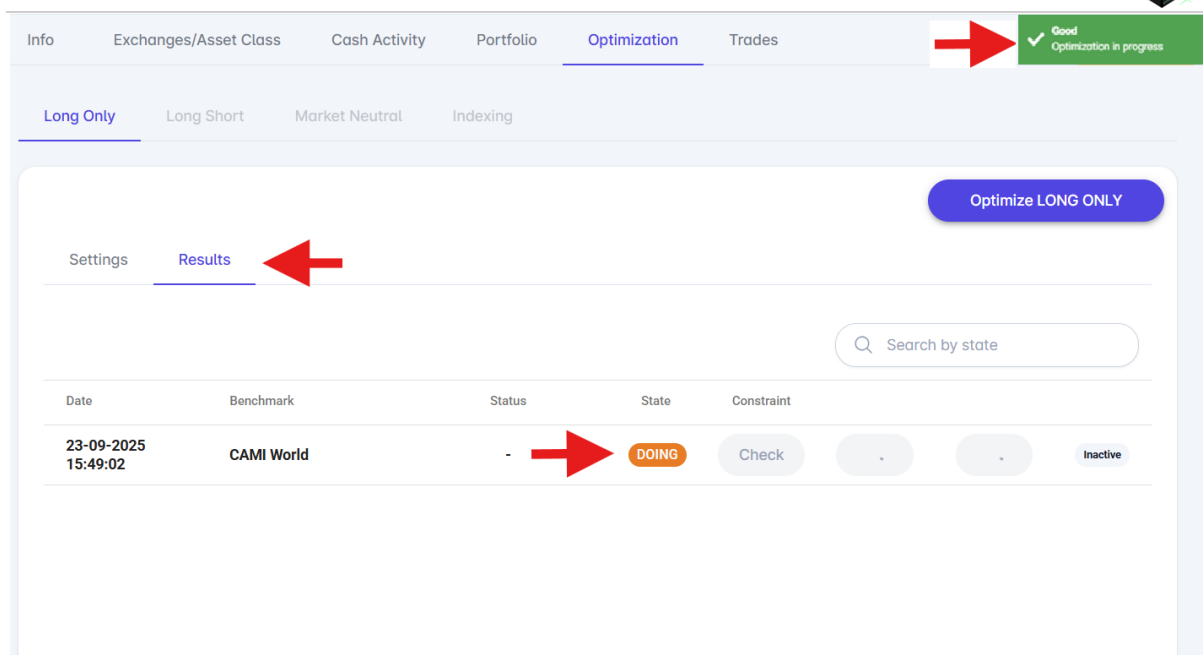 Info Exchanges/Asset Class Cash Activity Portfolio Optimization Trades
Good
Optimization in progress
Long Only Long Short Market Neutral Indexing
Optimize LONG ONLY
Settings Results
Search by state
Date Benchmark Status State Constraint
23-09-2025
15:49:02
CAMI World - DOING Check . . Inactive